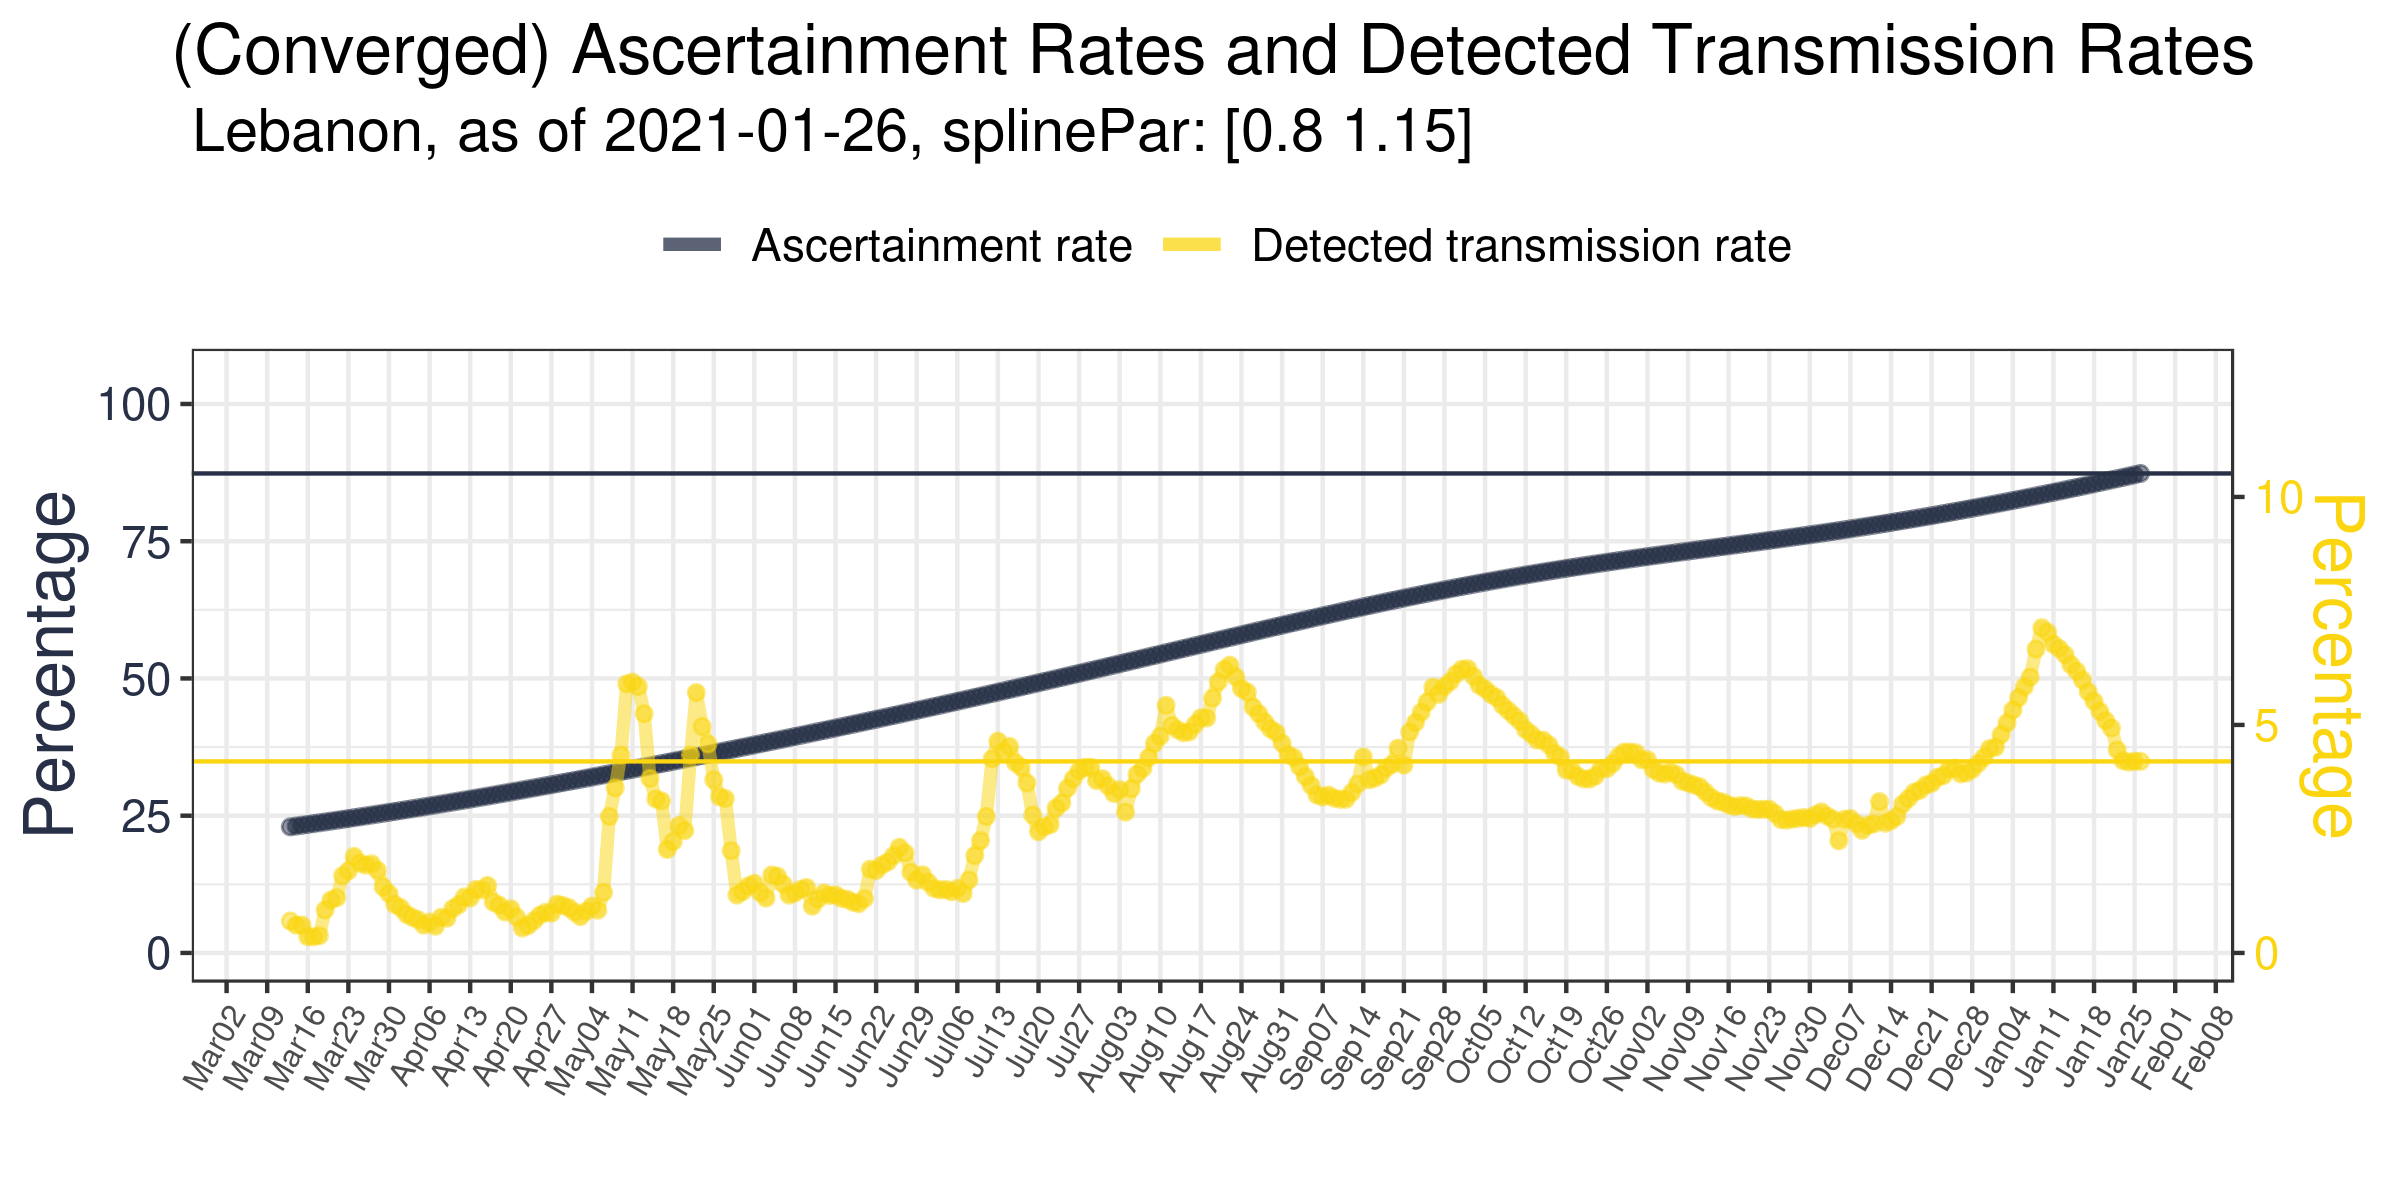 (Converged) Ascertainment Rates and Detected Transmission Rates
Lebanon, as of 2021-01-26, splinePar: [0.8 1.15]
Ascertainment rate Detected transmission rate
Percentage
100
75
50
25
0
10
5
0
Percentage
Mar02 Mar09 Mar16 Mar23 Mar30 Apr06 Apr13 Apr20 Apr27 May04 May11 May18 May25 Jun01 Jun08 Jun15 Jun22 Jun29 Jul06 Jul13 Jul20 Jul27 Aug03 Aug10 Aug17 Aug24 Aug31 Sep07 Sep14 Sep21 Sep28 Oct05 Oct12 Oct19 Oct26 Nov02 Nov09 Nov16 Nov23 Nov30 Dec07 Dec14 Dec21 Dec28 Jan04 Jan11 Jan18 Jan25 Feb01 Feb08